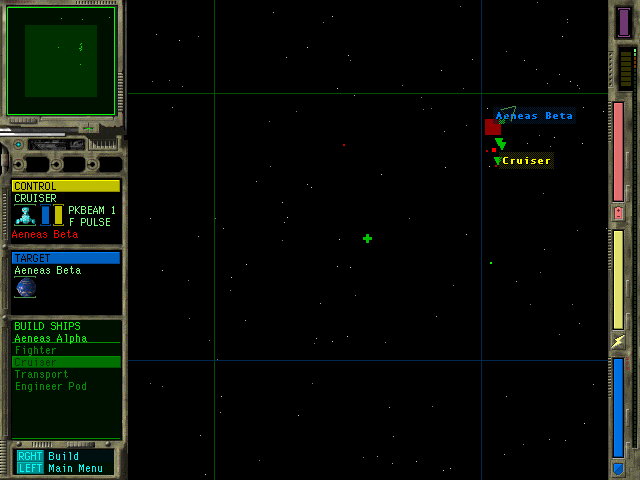 Aeneas Beta
Cruiser
CONTROL
CRUISER
PKBEAM 1
F PULSE
Aeneas Beta
TARGET
Aeneas Beta
BUILD SHIPS
Aeneas Alpha
Fighter
Cruiser
Transport
Engineer Pod
RGHT Build
LEFT Main Menu